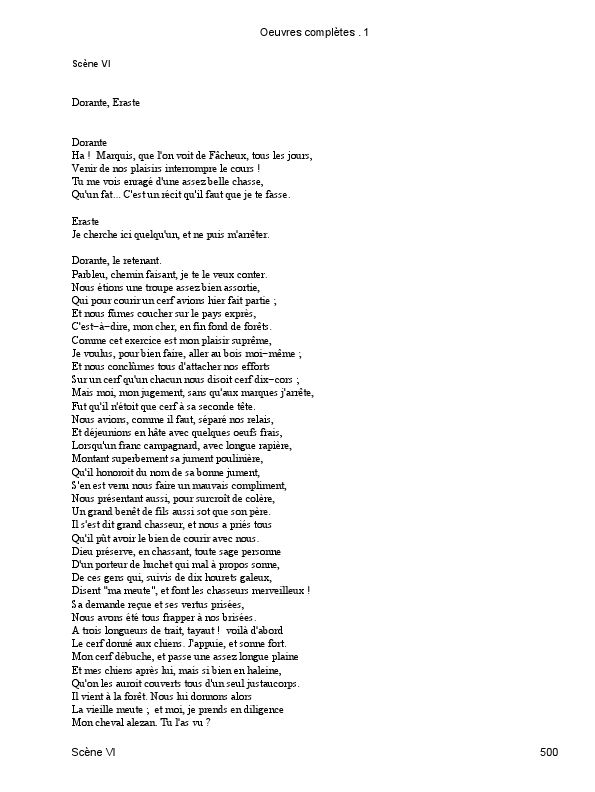 Oeuvres complètes . 1
Scène VI
Dorante, Eraste
Dorante
Ha ! Marquis, que l'on voit de Fâcheux, tous les jours,
Venir de nos plaisirs interrompre le cours !
Tu me vois enragé d'une assez belle chasse,
Qu'un fat... C'est un récit qu'il faut que je te fasse.
Eraste
Je cherche ici quelqu'un, et ne puis m'arrêter.
Dorante, le retenant.
Parbleu, chemin faisant, je te le veux conter.
Nous étions une troupe assez bien assortie,
Qui pour courir un cerf avions hier fait partie ;
Et nous fûmes coucher sur le pays exprès,
C'est−à−dire, mon cher, en fin fond de forêts.
Comme cet exercice est mon plaisir suprême,
Je voulus, pour bien faire, aller au bois moi−même ;
Et nous conclûmes tous d'attacher nos efforts
Sur un cerf qu'un chacun nous disoit cerf dix−cors ;
Mais moi, mon jugement, sans qu'aux marques j'arrête,
Fut qu'il n'étoit que cerf à sa seconde tête.
Nous avions, comme il faut, séparé nos relais,
Et déjeunions en hâte avec quelques oeufs frais,
Lorsqu'un franc campagnard, avec longue rapière,
Montant superbement sa jument poulinière,
Qu'il honoroit du nom de sa bonne jument,
S'en est venu nous faire un mauvais compliment,
Nous présentant aussi, pour surcroît de colère,
Un grand benêt de fils aussi sot que son père.
Il s'est dit grand chasseur, et nous a priés tous
Qu'il pût avoir le bien de courir avec nous.
Dieu préserve, en chassant, toute sage personne
D'un porteur de huchet qui mal à propos sonne,
De ces gens qui, suivis de dix hourets galeux,
Disent "ma meute", et font les chasseurs merveilleux !
Sa demande reçue et ses vertus prisées,
Nous avons été tous frapper à nos brisées.
A trois longueurs de trait, tayaut ! voilà d'abord
Le cerf donné aux chiens. J'appuie, et sonne fort.
Mon cerf débuche, et passe une assez longue plaine
Et mes chiens après lui, mais si bien en haleine,
Qu'on les auroit couverts tous d'un seul justaucorps.
Il vient à la forêt. Nous lui donnons alors
La vieille meute ; et moi, je prends en diligence
Mon cheval alezan. Tu l'as vu ?
Scène VI 500